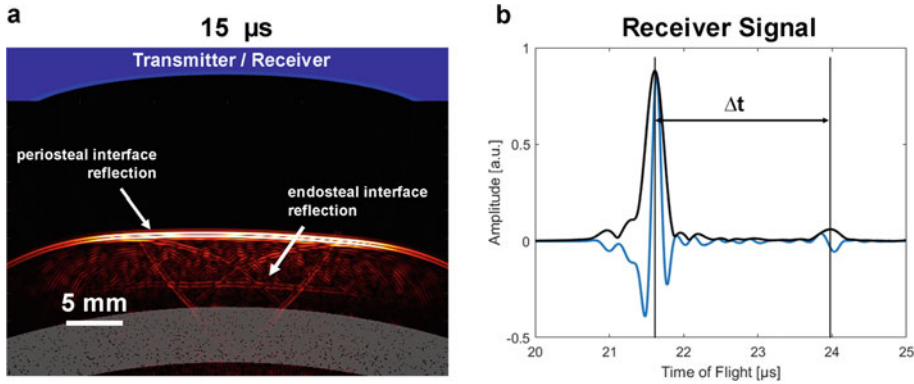 a
15 µs
Transmitter / Receiver
periosteal interface
reflection
endosteal interface
reflection
5 mm
b
Receiver Signal
Amplitude [a.u.]
1
0.5
0
-0.5
Δt
20
21
22
23
24
25
Time of Flight [µs]